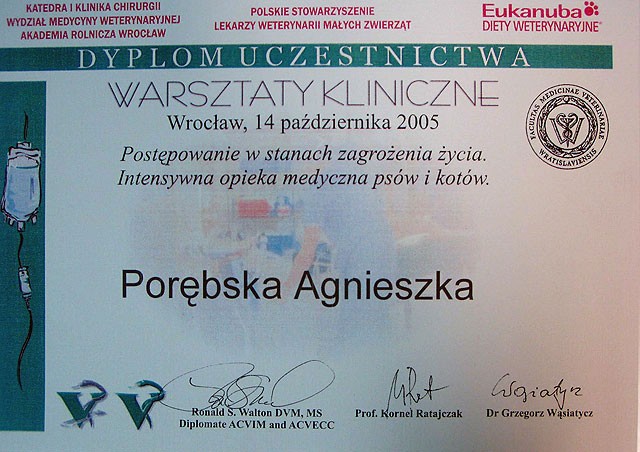 KATEDRA I KLINIKA CHIRURGII
WYDZIAŁ MEDYCYNY WETERYNARYJNEJ
AKADEMIA ROLNICZA WROCŁAW
POLSKIE STOWARZYSZENIE
LEKARZY WETERYNARII MAŁYCH ZWIERZĄT
Eukanuba
DIETY WETERYNARYJNE
DYPLOM UCZESTNICTWA
WARSZTATY KLINICZNE
Wrocław, 14 października 2005
FACULTAS MEDICINAE VETERINARIAE
WRATISLAVIENSIS
Postępowanie w stanach zagrożenia życia.
Intensywna opieka medyczna psów i kotów.
Porębska Agnieszka
Ronald S. Walton DVM, MS
Diplomate ACVIM and ACVECC
Prof. Kornel Ratajczak
Dr Grzegorz Wąsiatycz